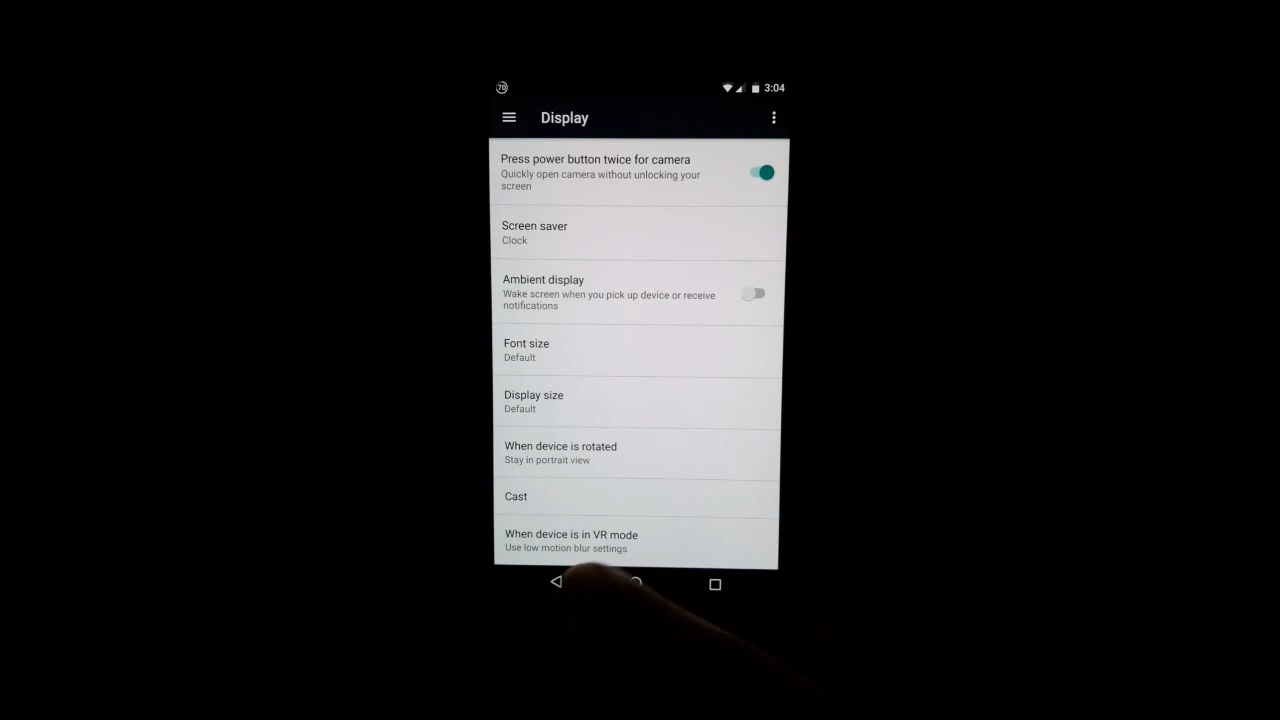 70
3:04
Display
Press power button twice for camera
Quickly open camera without unlocking your
screen
Screen saver
Clock
Ambient display
Wake screen when you pick up device or receive
notifications
Font size
Default
Display size
Default
When device is rotated
Stay in portrait view
Cast
When device is in VR mode
Use low motion blur settings